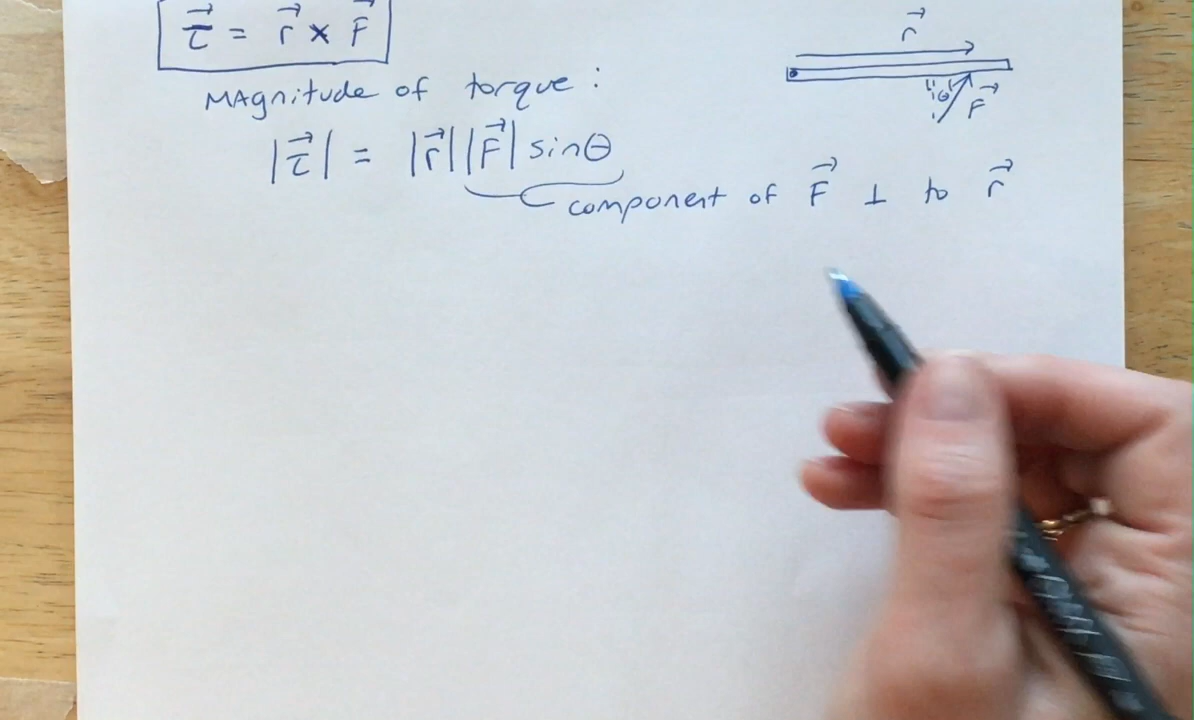 τ⃗ = r⃗ × F⃗
r⃗
MAgnitude of torque :
θ F⃗
|τ⃗| = |r⃗| |F⃗| sinθ
component of F⃗ ⊥ to r⃗